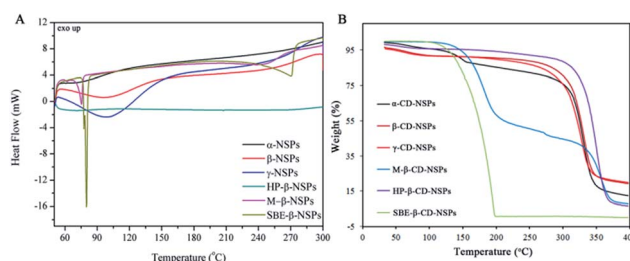 A
exo up
12
8
4
0
-4
-8
-12
-16
Heat Flow (mW)
α-NSPs
β-NSPs
γ-NSPs
HP-β-NSPs
M-β-NSPs
SBE-β-NSPs
60 90 120 150 180 210 240 270 300
Temperature (°C)
B
95
75
55
35
15
-5
Weight (%)
α-CD-NSPs
β-CD-NSPs
γ-CD-NSPs
M-β-CD-NSPs
HP-β-CD-NSPs
SBE-β-CD-NSPs
0 50 100 150 200 250 300 350 400
Temperature (°C)